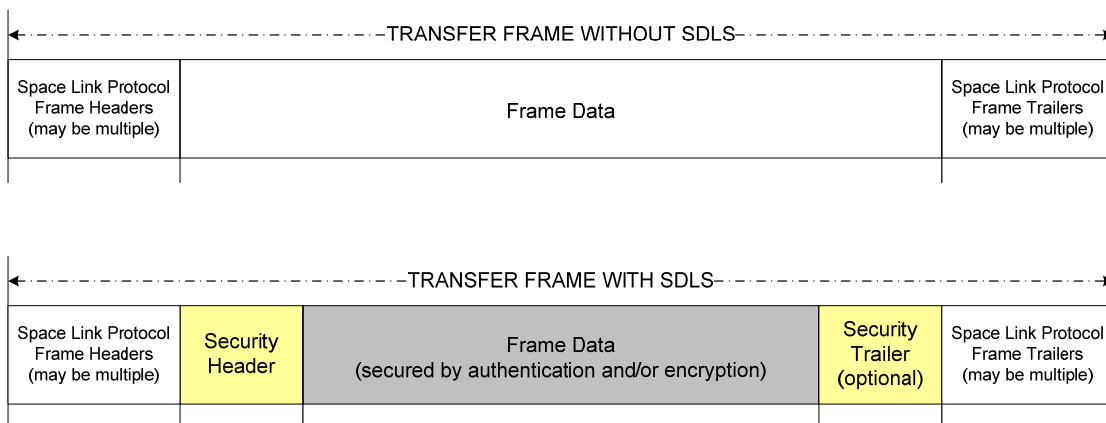 TRANSFER FRAME WITHOUT SDLS
Space Link Protocol
Frame Headers
(may be multiple)
Frame Data
Space Link Protocol
Frame Trailers
(may be multiple)
TRANSFER FRAME WITH SDLS
Space Link Protocol
Frame Headers
(may be multiple)
Security
Header
Frame Data
(secured by authentication and/or encryption)
Security
Trailer
(optional)
Space Link Protocol
Frame Trailers
(may be multiple)